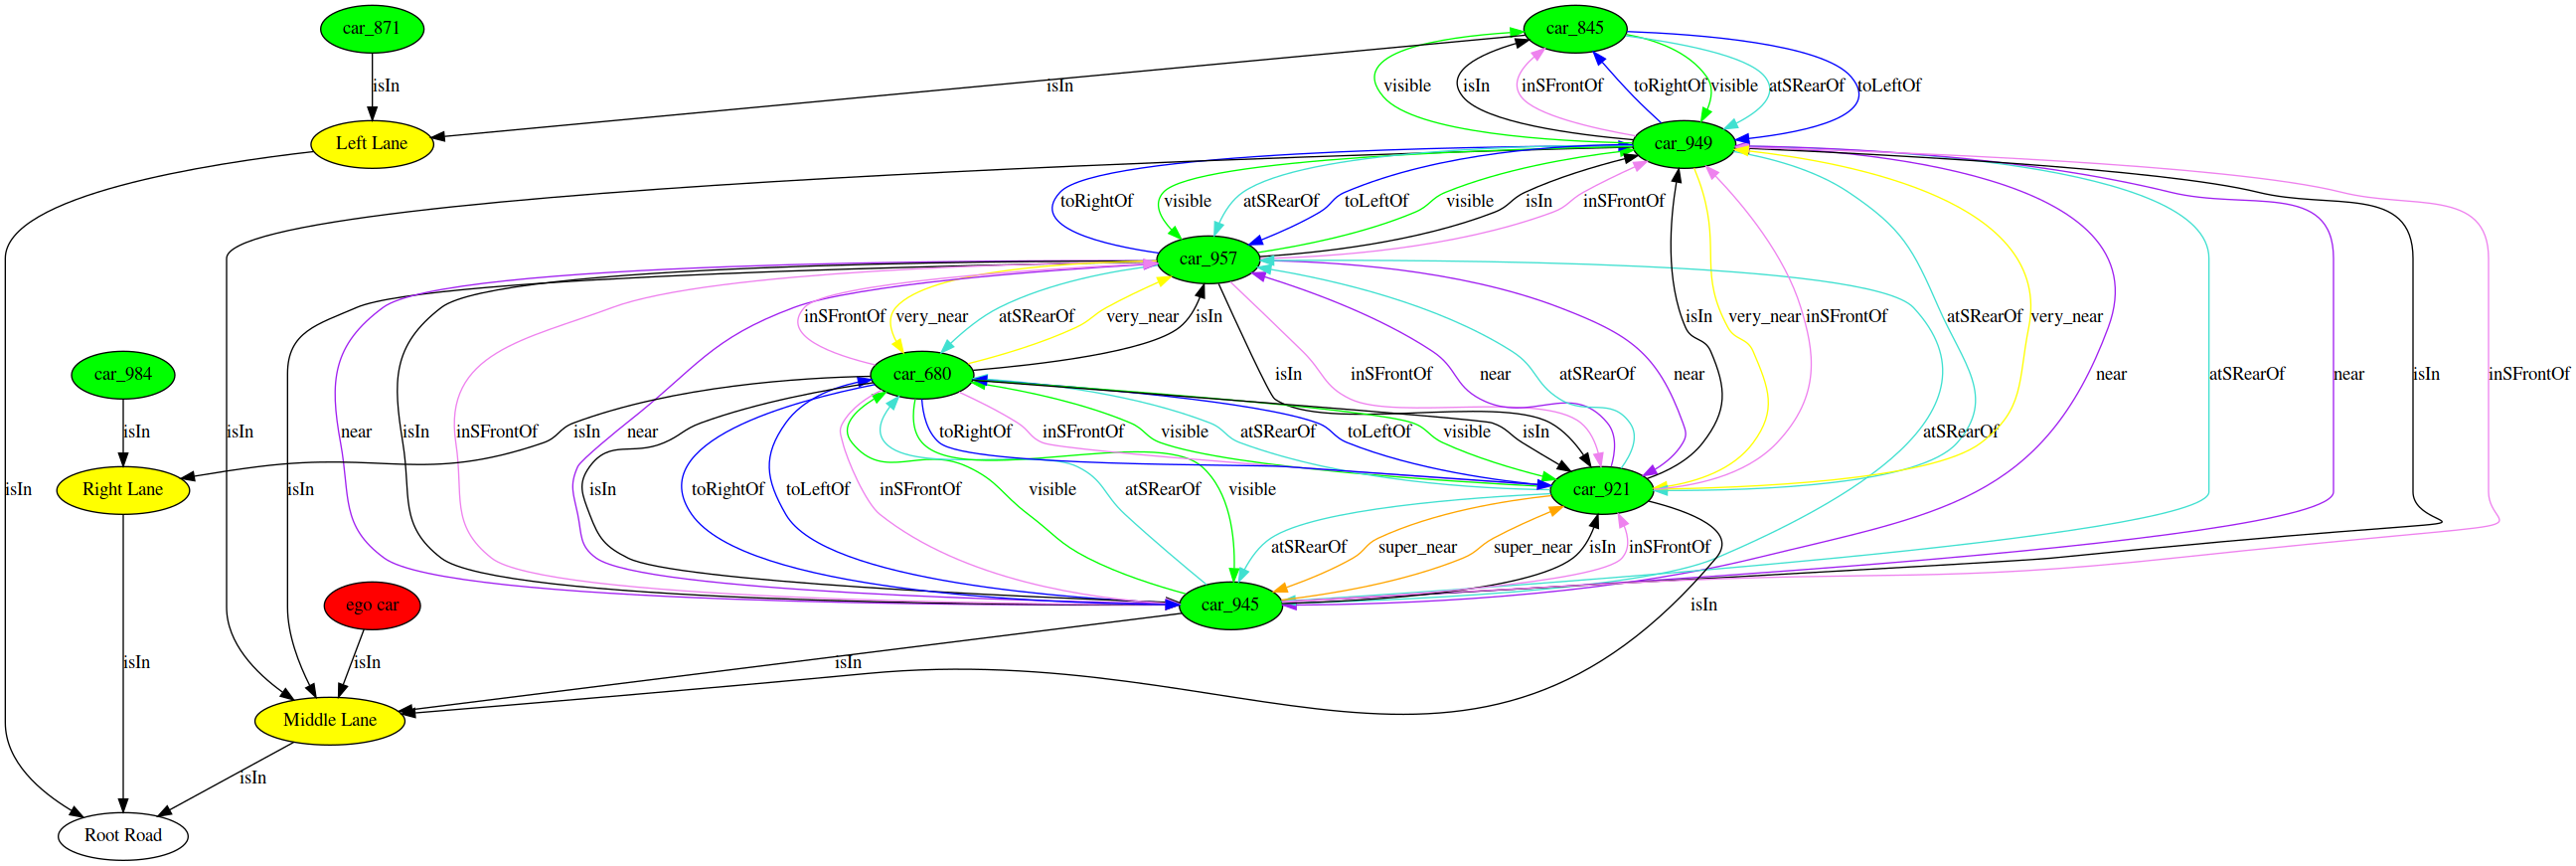 car_871
car_845
isIn
isIn
visible
isIn
inSFrontOf
toRightOf
visible
atSRearOf
toLeftOf
Left Lane
car_949
toRightOf
visible
atSRearOf
toLeftOf
visible
isIn
inSFrontOf
car_957
inSFrontOf
very_near
atSRearOf
very_near
isIn
isIn
very_near
inSFrontOf
atSRearOf
very_near
car_984
car_680
isIn
inSFrontOf
near
atSRearOf
near
near
atSRearOf
near
isIn
inSFrontOf
isIn
isIn
near
isIn
inSFrontOf
isIn
near
toRightOf
inSFrontOf
visible
atSRearOf
toLeftOf
visible
isIn
atSRearOf
isIn
isIn
Right Lane
isIn
toRightOf
toLeftOf
inSFrontOf
visible
atSRearOf
visible
car_921
atSRearOf
super_near
super_near
isIn
inSFrontOf
ego car
car_945
isIn
isIn
isIn
isIn
Middle Lane
isIn
Root Road